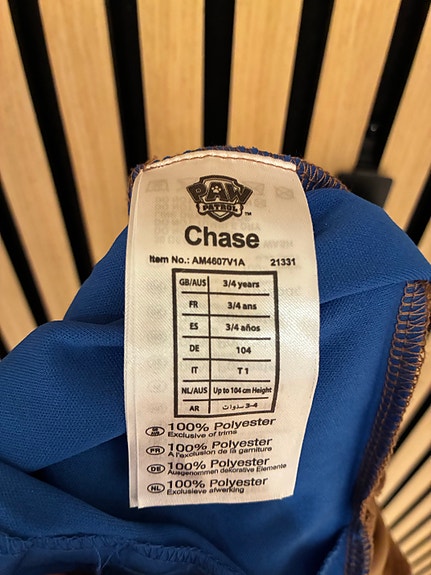 PAW
PATROL
TM
Chase
Item No.: AM4607V1A 21331
GB/AUS 3/4 years
FR 3/4 ans
ES 3/4 años
DE 104
IT T1
NL/AUS Up to 104 cm Height
AR 3-4 سنوات
100% Polyester
Exclusive of trims
FR 100% Polyester
A l'exclusion de la garniture
DE 100% Polyester
Ausgenommen dekorative Elemente
NL 100% Polyester
Exclusieve afwerking